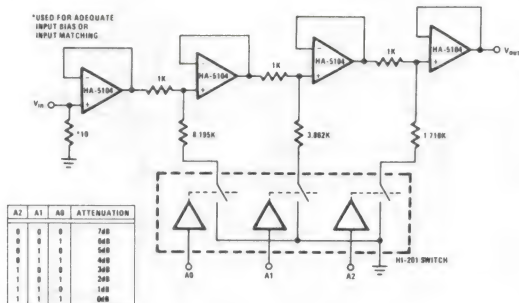 *USED FOR ADEQUATE
INPUT BIAS OR
INPUT MATCHING
HA-5104
1K
HA-5104
1K
HA-5104
1K
HA-5104
Vout
Vin
*10
8.195K
3.862K
1.710K
A0
A1
A2
HI-201 SWITCH
A2 A1 A0 ATTENUATION
0 0 0 7dB
0 0 1 6dB
0 1 0 5dB
0 1 1 4dB
1 0 0 3dB
1 0 1 2dB
1 1 0 1dB
1 1 1 0dB